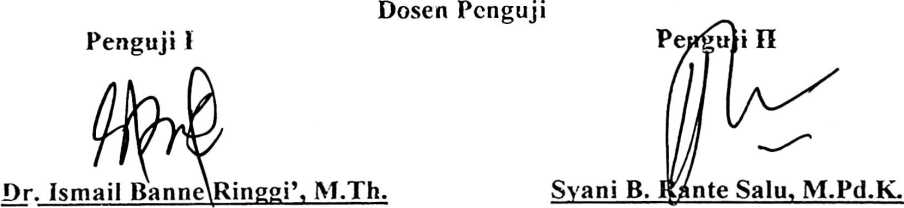 Dosen Penguji
Penguji I
Penguji II
Dr. Ismail Banne Ringgi', M.Th.
Syani B. Rante Salu, M.Pd.K.